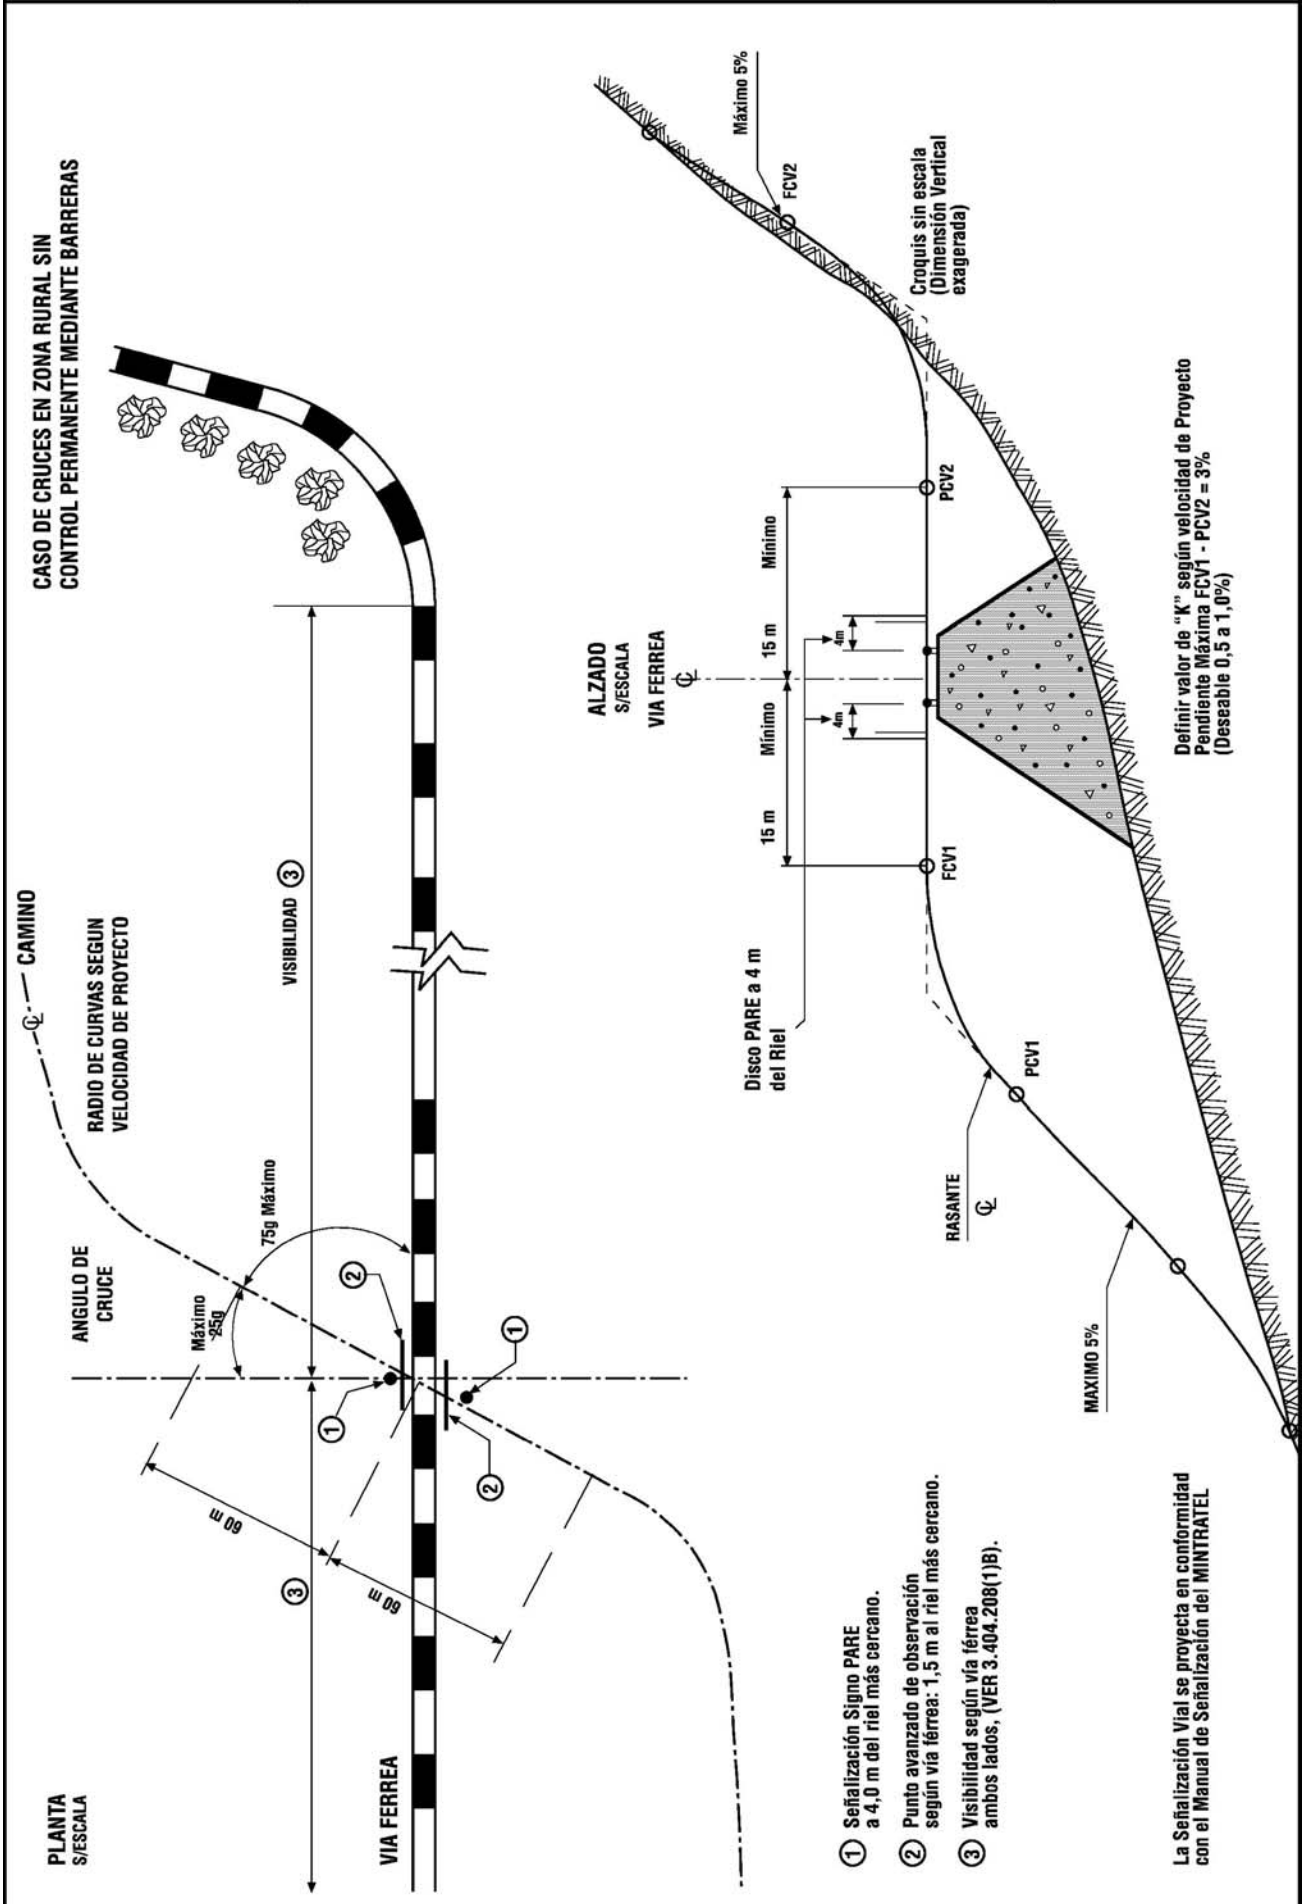 CASO DE CRUCES EN ZONA RURAL SIN
CONTROL PERMANENTE MEDIANTE BARRERAS
PLANTA
S/ESCALA
CAMINO
RADIO DE CURVAS SEGUN
VELOCIDAD DE PROYECTO
ANGULO DE
CRUCE
Máximo
25g
75g Máximo
VISIBILIDAD 3
3
60 m
60 m
1
2
1
2
VIA FERREA
ALZADO
S/ESCALA
VIA FERREA
Máximo 5%
FCV2
Croquis sin escala
(Dimensión Vertical
exagerada)
15 m
Mínimo
15 m
Mínimo
4m
4m
PCV2
FCV1
Disco PARE a 4 m
del Riel
PCV1
RASANTE
MAXIMO 5%
Definir valor de "K" según velocidad de Proyecto
Pendiente Máxima FCV1 - PCV2 = 3%
(Deseable 0,5 a 1,0%)
1 Señalización Signo PARE
a 4,0 m del riel más cercano.
2 Punto avanzado de observación
según vía férrea: 1,5 m al riel más cercano.
3 Visibilidad según vía férrea
ambos lados, (VER 3.404.208(1)B).
La Señalización Vial se proyecta en conformidad
con el Manual de Señalización del MINTRATEL